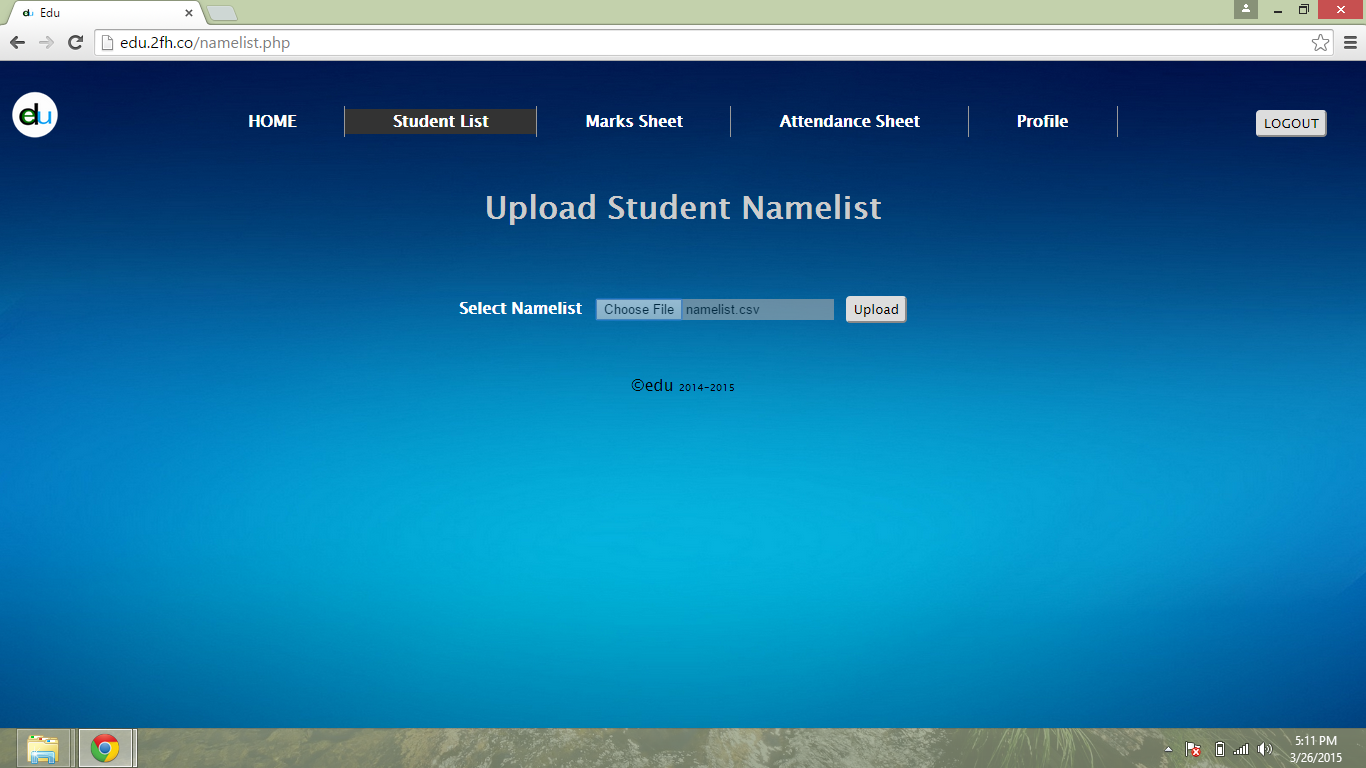 Edu
edu.2fh.co/namelist.php
edu
HOME Student List Marks Sheet Attendance Sheet Profile LOGOUT
Upload Student Namelist
Select Namelist Choose File namelist.csv Upload
©edu 2014-2015
5:11 PM
3/26/2015